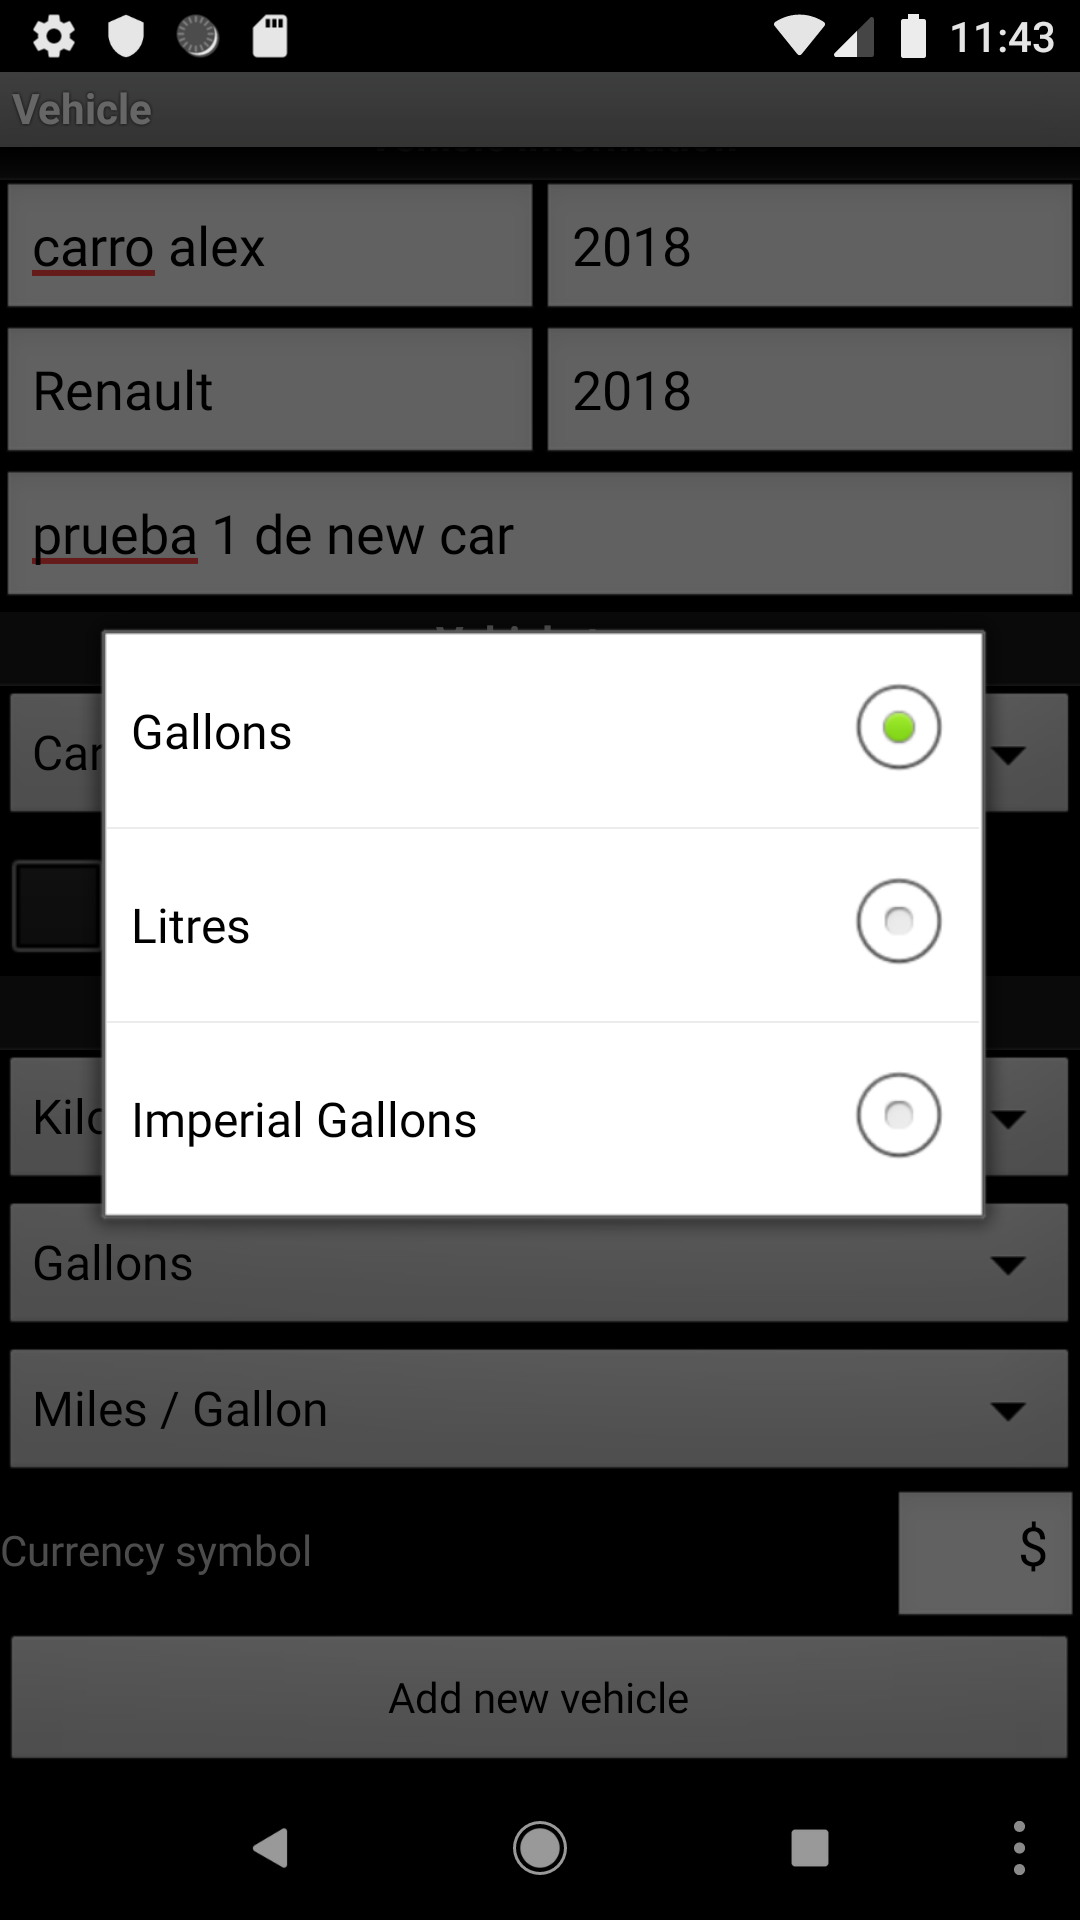 11:43
Vehicle
carro alex 2018
Renault 2018
prueba 1 de new car
Gallons
Car
Litres
Imperial Gallons
Gallons
Miles / Gallon
Currency symbol $
Add new vehicle